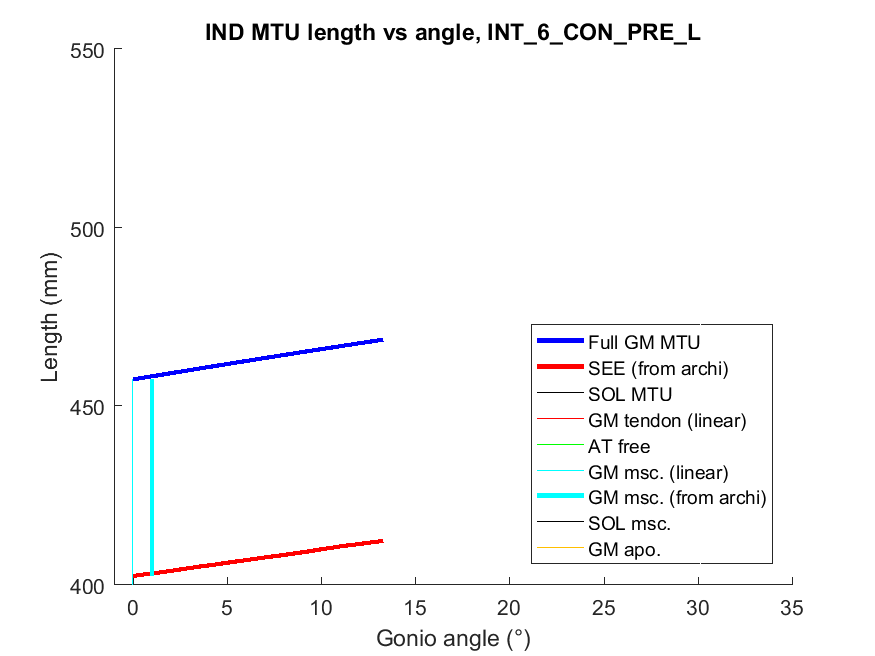 IND MTU length vs angle, INT_6_CON_PRE_L
550
500
450
400
Length (mm)
0 5 10 15 20 25 30 35
Gonio angle (°)
Full GM MTU
SEE (from archi)
SOL MTU
GM tendon (linear)
AT free
GM msc. (linear)
GM msc. (from archi)
SOL msc.
GM apo.